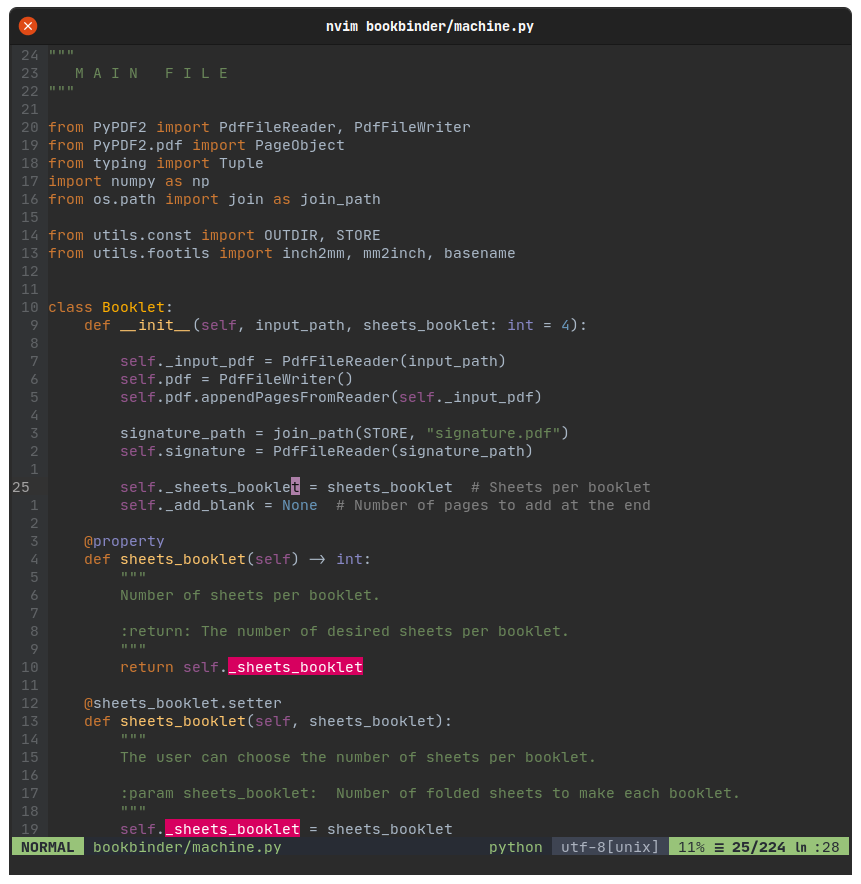 nvim bookbinder/machine.py
24 """
23    M A I N   F I L E
22 """
21
20 from PyPDF2 import PdfFileReader, PdfFileWriter
19 from PyPDF2.pdf import PageObject
18 from typing import Tuple
17 import numpy as np
16 from os.path import join as join_path
15
14 from utils.const import OUTDIR, STORE
13 from utils.footils import inch2mm, mm2inch, basename
12
11
10 class Booklet:
9     def __init__(self, input_path, sheets_booklet: int = 4):
8
7         self._input_pdf = PdfFileReader(input_path)
6         self.pdf = PdfFileWriter()
5         self.pdf.appendPagesFromReader(self._input_pdf)
4
3         signature_path = join_path(STORE, "signature.pdf")
2         self.signature = PdfFileReader(signature_path)
1
25         self._sheets_booklet = sheets_booklet  # Sheets per booklet
1         self._add_blank = None  # Number of pages to add at the end
2
3     @property
4     def sheets_booklet(self) -> int:
5         """
6         Number of sheets per booklet.
7
8         :return: The number of desired sheets per booklet.
9         """
10         return self._sheets_booklet
11
12     @sheets_booklet.setter
13     def sheets_booklet(self, sheets_booklet):
14         """
15         The user can choose the number of sheets per booklet.
16
17         :param sheets_booklet:  Number of folded sheets to make each booklet.
18         """
19         self._sheets_booklet = sheets_booklet
NORMAL bookbinder/machine.py python utf-8[unix] 11% ☰ 25/224 ln :28